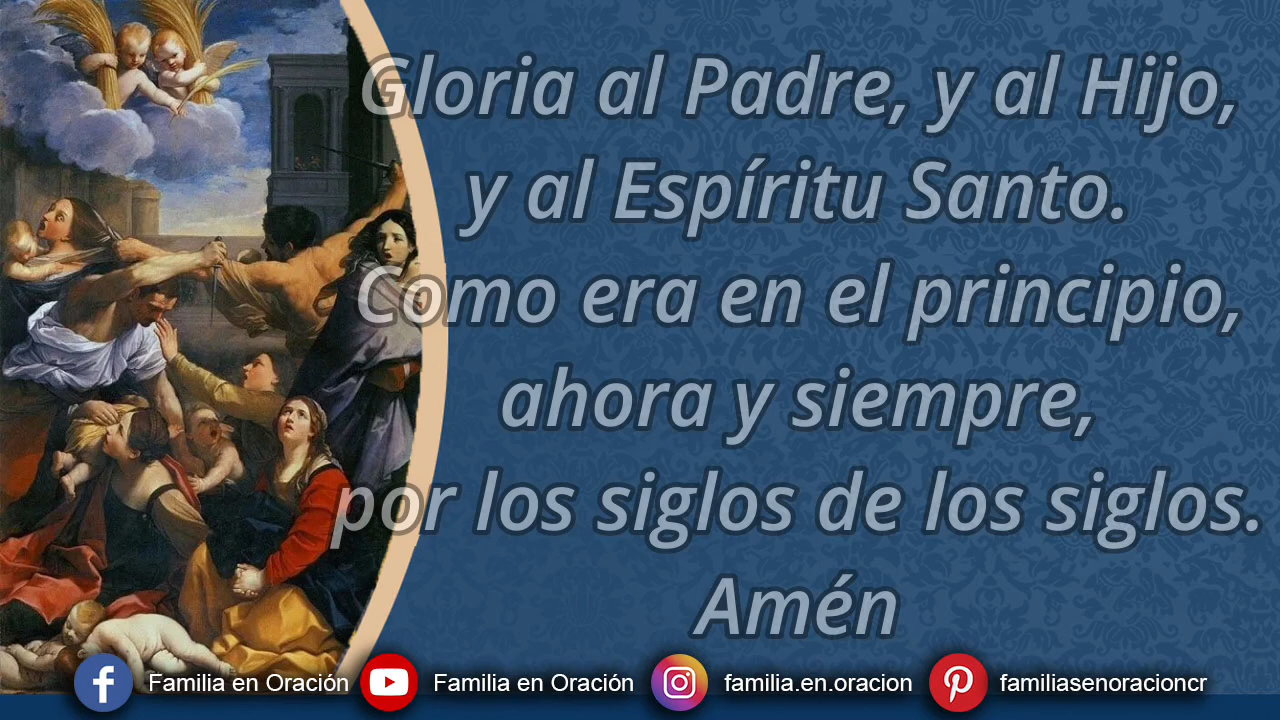 Gloria al Padre, y al Hijo,
y al Espíritu Santo.
Como era en el principio,
ahora y siempre,
por los siglos de los siglos.
Amén
Familia en Oración
Familia en Oración
familia.en.oracion
familiasenoracioncr